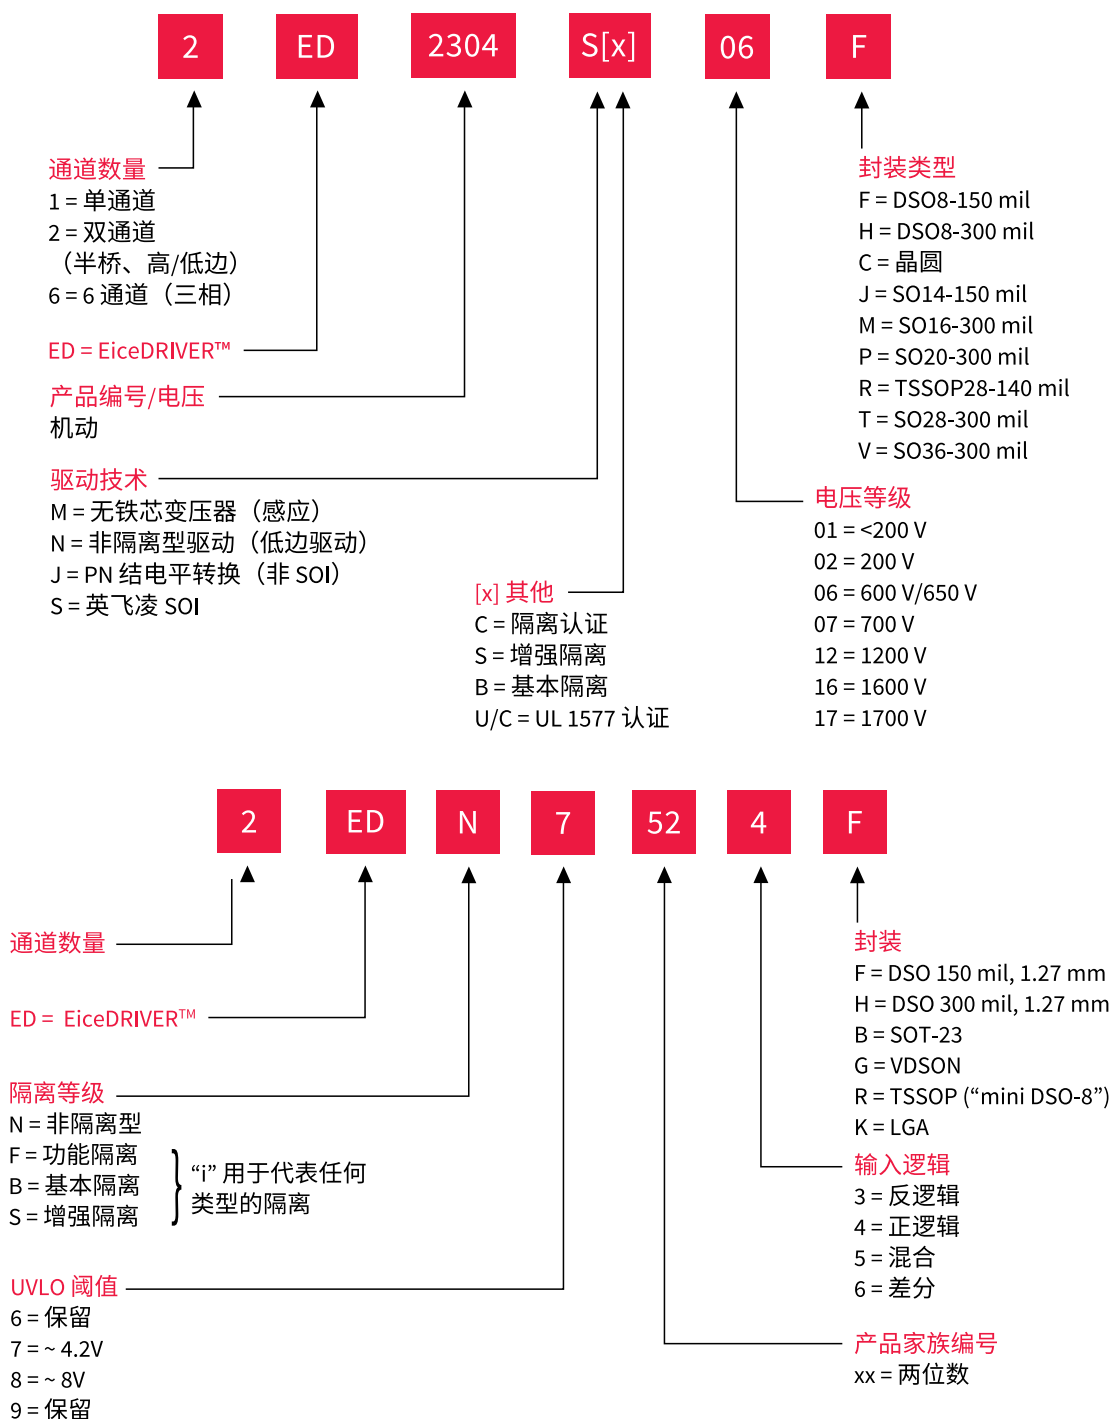 2 ED 2304 S[x] 06 F
通道数量
1 = 单通道
2 = 双通道
（半桥、高/低边）
6 = 6 通道（三相）
ED = EiceDRIVER™
产品编号/电压
机动
驱动技术
M = 无铁芯变压器（感应）
N = 非隔离型驱动（低边驱动）
J = PN 结电平转换（非 SOI）
S = 英飞凌 SOI
[x] 其他
C = 隔离认证
S = 增强隔离
B = 基本隔离
U/C = UL 1577 认证
封装类型
F = DSO8-150 mil
H = DSO8-300 mil
C = 晶圆
J = SO14-150 mil
M = SO16-300 mil
P = SO20-300 mil
R = TSSOP28-140 mil
T = SO28-300 mil
V = SO36-300 mil
电压等级
01 = <200 V
02 = 200 V
06 = 600 V/650 V
07 = 700 V
12 = 1200 V
16 = 1600 V
17 = 1700 V
2 ED N 7 52 4 F
通道数量
ED = EiceDRIVER™
隔离等级
N = 非隔离型
F = 功能隔离
B = 基本隔离
S = 增强隔离
“i” 用于代表任何
类型的隔离
UVLO 阈值
6 = 保留
7 = ~ 4.2V
8 = ~ 8V
9 = 保留
封装
F = DSO 150 mil, 1.27 mm
H = DSO 300 mil, 1.27 mm
B = SOT-23
G = VDSON
R = TSSOP (“mini DSO-8”)
K = LGA
输入逻辑
3 = 反逻辑
4 = 正逻辑
5 = 混合
6 = 差分
产品家族编号
xx = 两位数